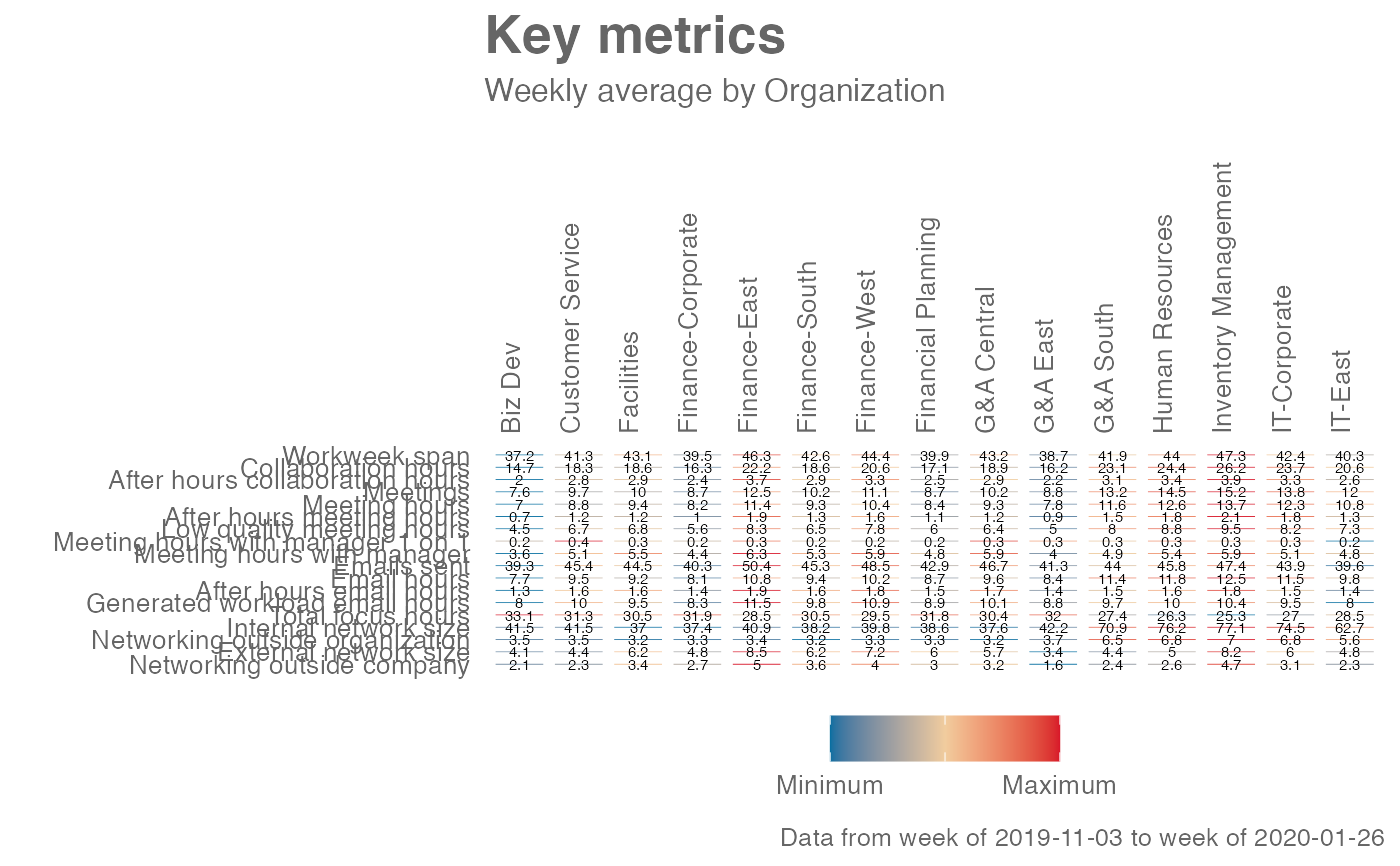 Key metrics
Weekly average by Organization
Biz Dev
Customer Service
Facilities
Finance-Corporate
Finance-East
Finance-South
Finance-West
Financial Planning
G&A Central
G&A East
G&A South
Human Resources
Inventory Management
IT-Corporate
IT-East
Workweek span 37.2 41.3 43.1 39.5 46.3 42.6 44.4 39.9 43.2 38.7 41.9 44 47.3 42.4 40.3
Collaboration hours 14.7 18.3 18.6 16.3 22.2 18.6 20.6 17.1 18.9 16.2 23.1 24.4 26.2 23.7 20.6
After hours collaboration hours 2 2.8 2.9 2.4 3.7 2.9 3.3 2.5 2.9 2.2 3.1 3.4 3.9 3.3 2.6
Meetings 7.6 9.7 10 8.7 12.5 10.2 11.1 8.7 10.2 8.8 13.2 14.5 15.2 13.8 12
Meeting hours 7 8.8 9.4 8.2 11.4 9.3 10.4 8.4 9.3 7.8 11.6 12.6 13.7 12.3 10.8
After hours meeting hours 0.7 1.2 1.2 1 1.9 1.3 1.6 1.1 1.2 0.9 1.5 1.8 2.1 1.8 1.3
Low quality meeting hours 4.5 6.7 6.8 5.6 8.3 6.5 7.8 6 6.4 5 8 8.8 9.5 8.2 7.3
Meeting hours with manager 1 on 1 0.2 0.4 0.3 0.2 0.3 0.2 0.2 0.2 0.3 0.3 0.3 0.3 0.3 0.3 0.2
Meeting hours with manager 3.6 5.1 5.5 4.4 6.3 5.3 5.9 4.8 5.9 4 4.9 5.4 5.9 5.1 4.8
Emails sent 39.3 45.4 44.5 40.3 50.4 45.3 48.5 42.9 46.7 41.3 44 45.8 47.4 43.9 39.6
Email hours 7.7 9.5 9.2 8.1 10.8 9.4 10.2 8.7 9.6 8.4 11.4 11.8 12.5 11.5 9.8
After hours email hours 1.3 1.6 1.6 1.4 1.9 1.6 1.8 1.5 1.7 1.4 1.5 1.6 1.8 1.5 1.4
Generated workload email hours 8 10 9.5 8.3 11.5 9.8 10.9 8.9 10.1 8.8 9.7 10 10.4 9.5 8
Total focus hours 33.1 31.3 30.5 31.9 28.5 30.5 29.5 31.8 30.4 32 27.4 26.3 25.3 27 28.5
Internal network size 41.5 41.5 37 37.4 40.9 38.2 39.8 38.6 37.6 42.2 70.9 76.2 77.1 74.5 62.7
Networking outside organization 3.5 3.5 3.2 3.3 3.4 3.2 3.3 3.3 3.2 3.7 6.5 6.8 7 6.8 5.6
External network size 4.1 4.4 6.2 4.8 8.5 6.2 7.2 6 5.7 3.4 4.4 5 8.2 6 4.8
Networking outside company 2.1 2.3 3.4 2.7 5 3.6 4 3 3.2 1.6 2.4 2.6 4.7 3.1 2.3
Minimum Maximum
Data from week of 2019-11-03 to week of 2020-01-26